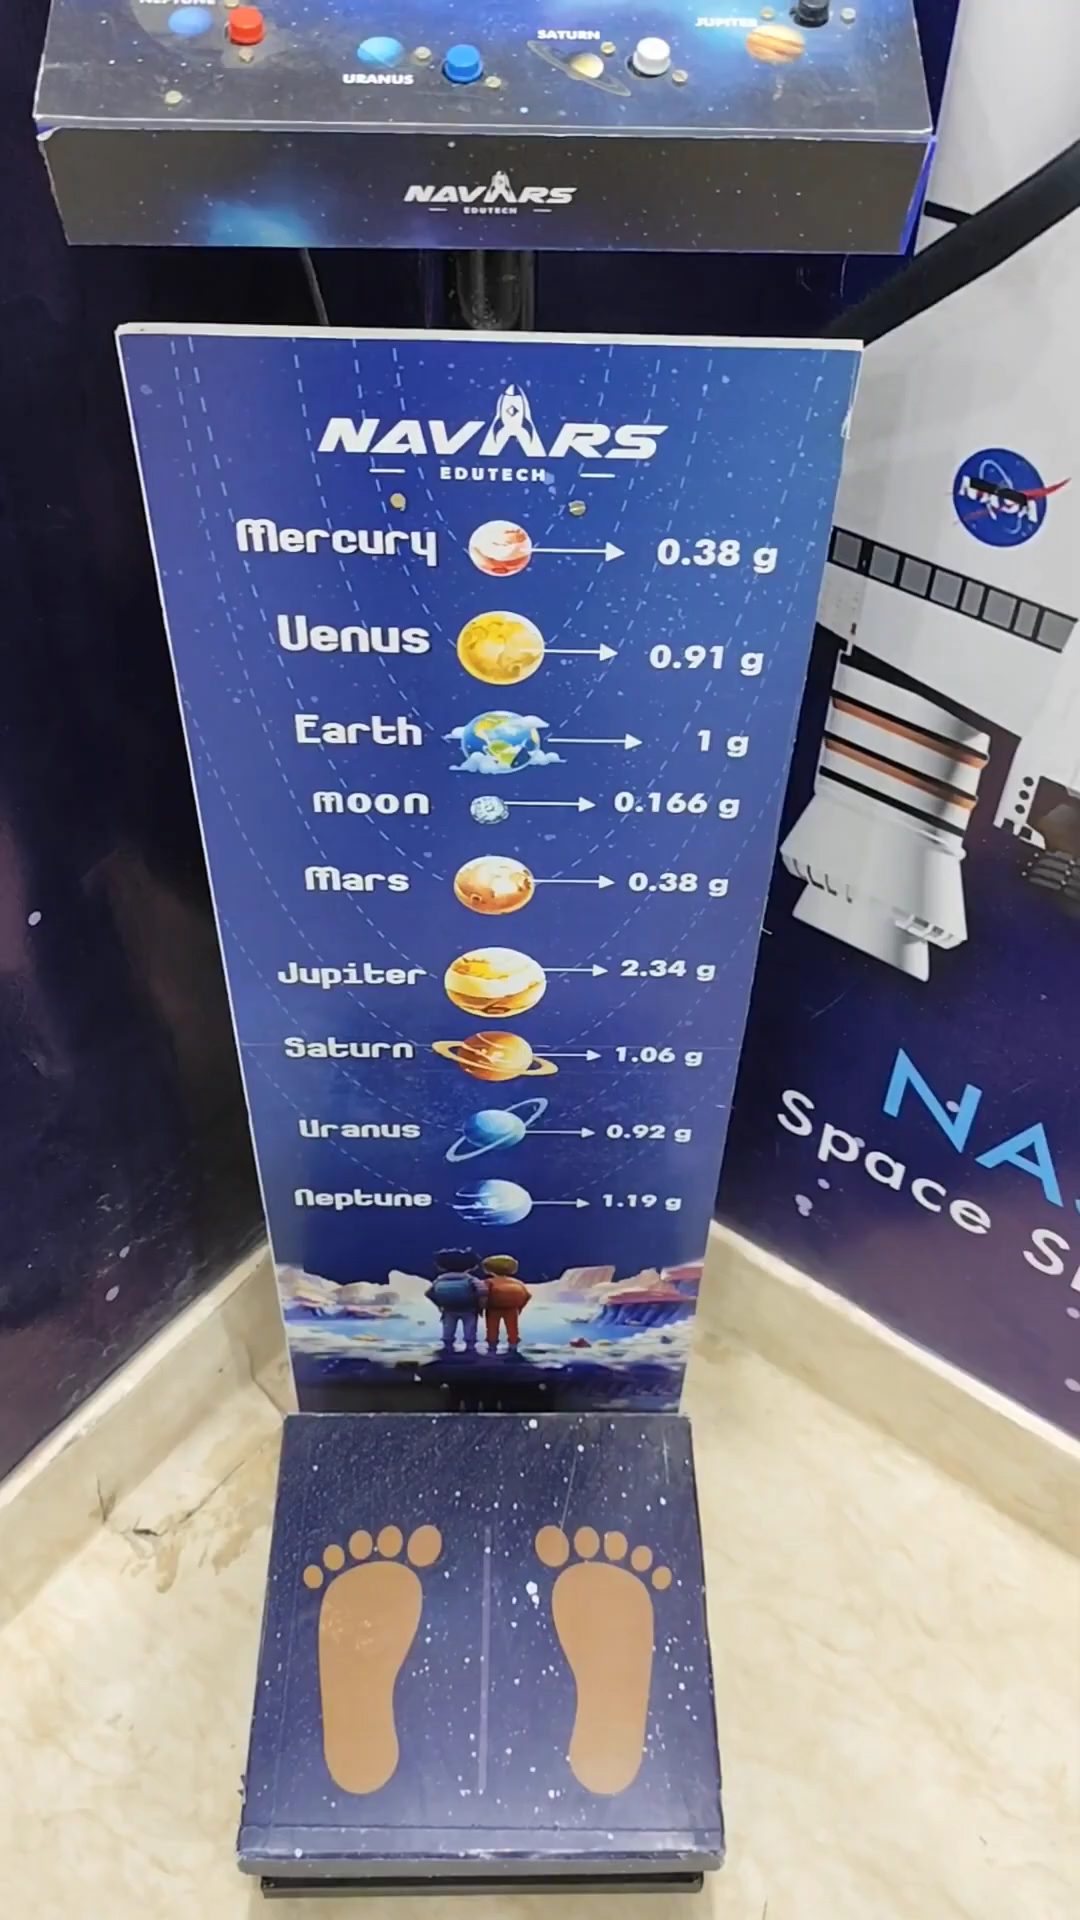 NEPTUNE
URANUS
SATURN
JUPITER
NAVARS
EDUTECH
NAVARS
EDUTECH
Mercury 0.38 g
Venus 0.91 g
Earth 1 g
moon 0.166 g
Mars 0.38 g
Jupiter 2.34 g
Saturn 1.06 g
Uranus 0.92 g
Neptune 1.19 g
NASA
Space